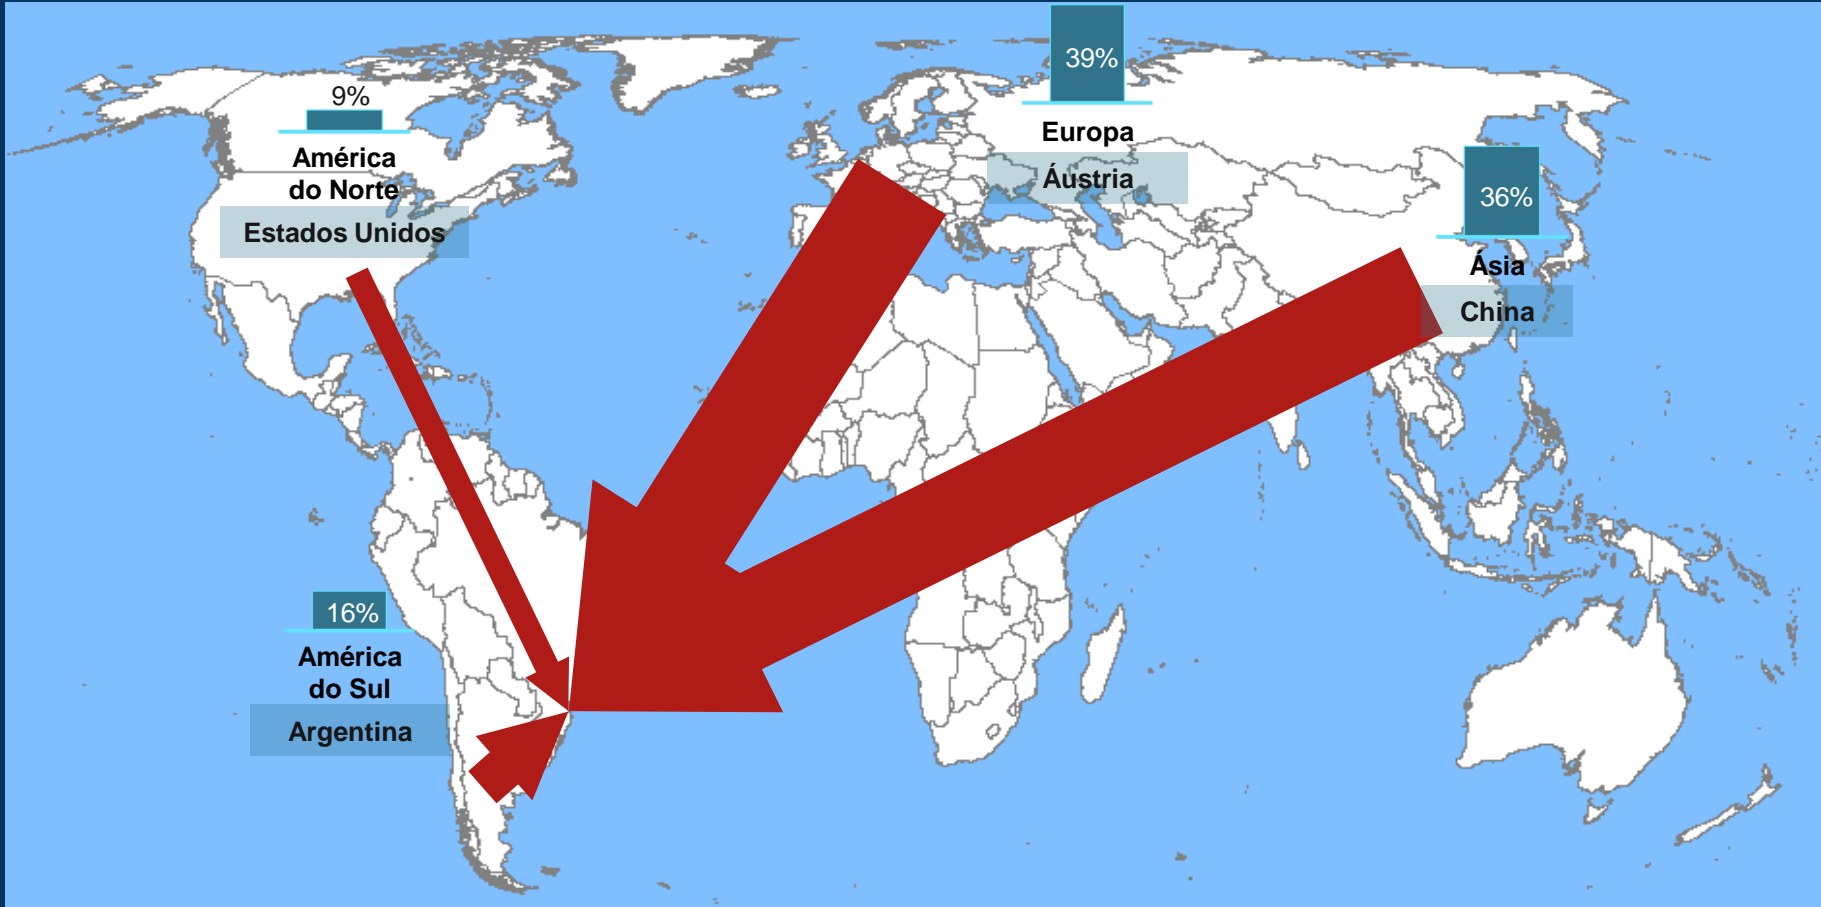 9%
América
do Norte
Estados Unidos
39%
Europa
Áustria
36%
Ásia
China
16%
América
do Sul
Argentina